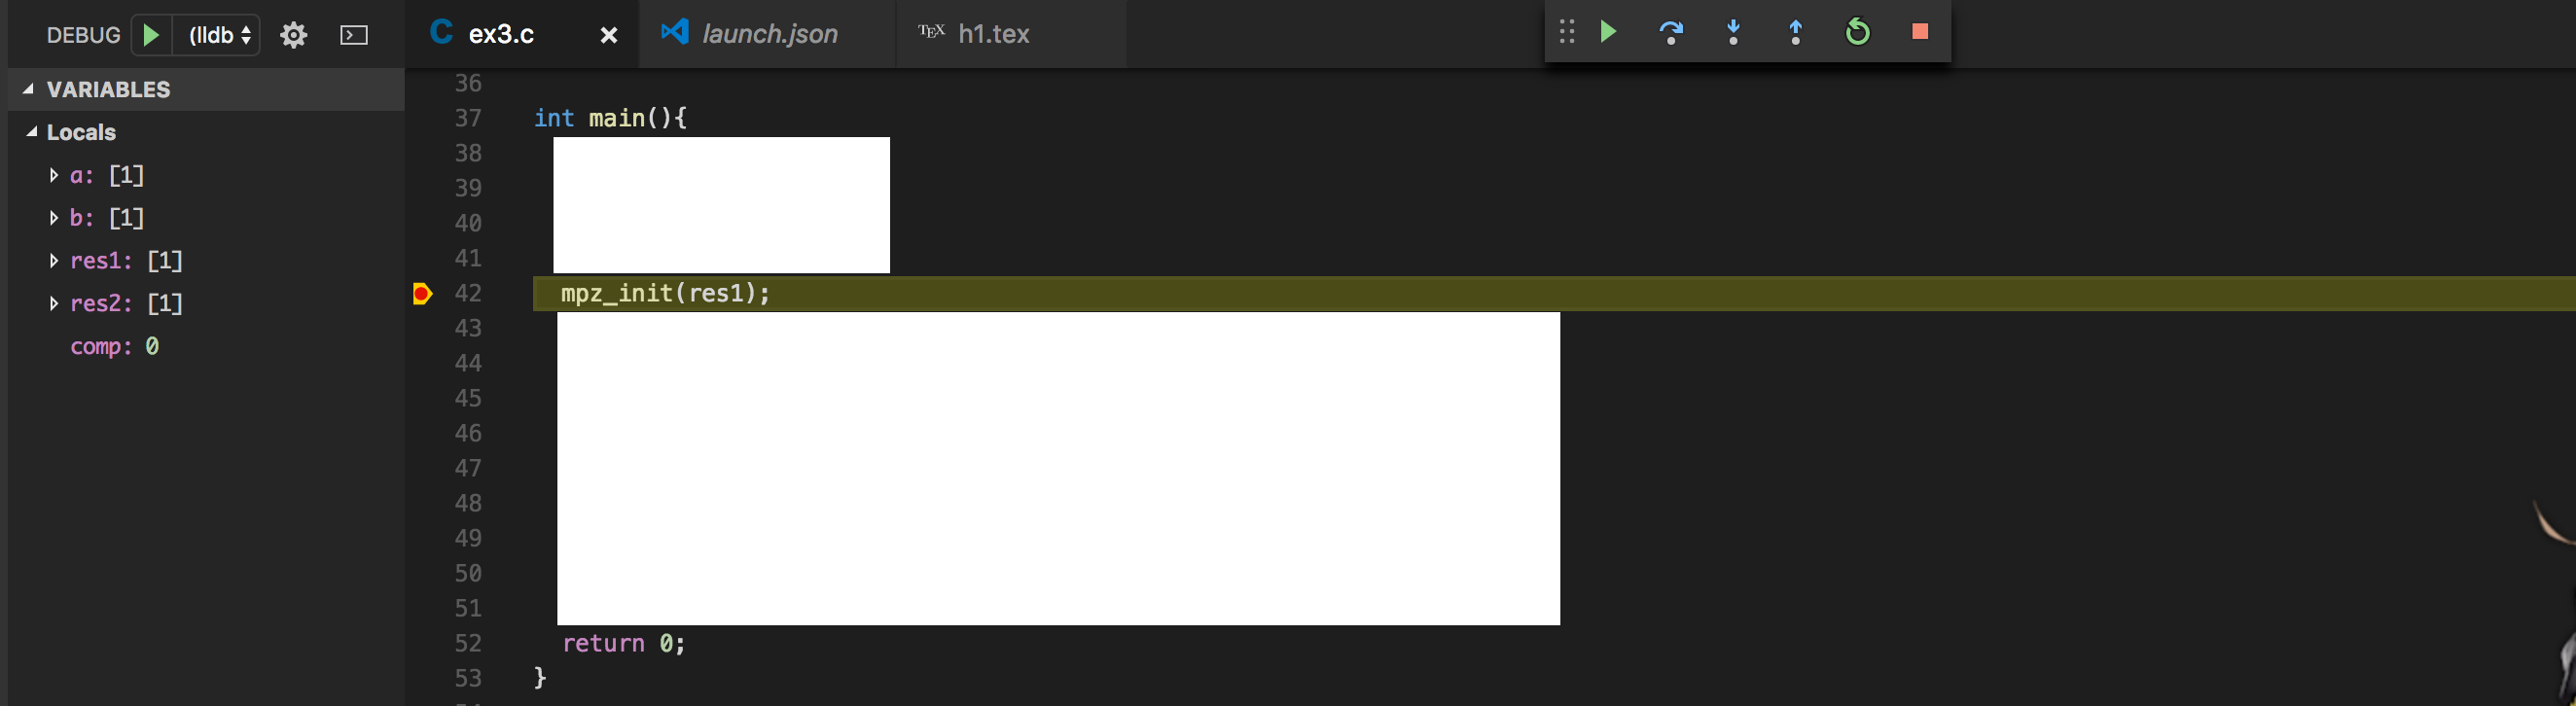 DEBUG (lldb
ex3.c launch.json TEX h1.tex
VARIABLES
Locals
a: [1]
b: [1]
res1: [1]
res2: [1]
comp: 0
36
37 int main(){
38
39
40
41
42 mpz_init(res1);
43
44
45
46
47
48
49
50
51
52 return 0;
53 }